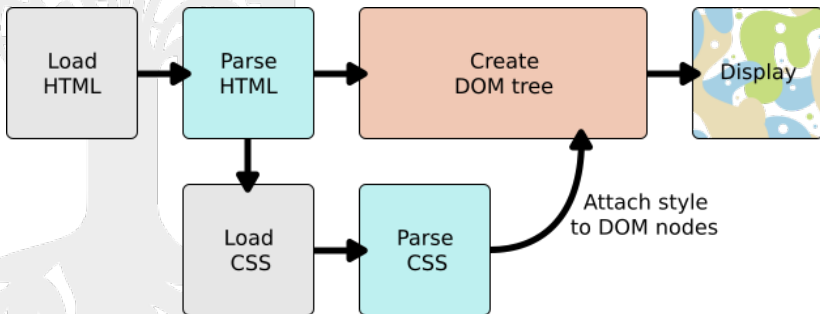 Load
HTML
Parse
HTML
Create
DOM tree
Display
Load
CSS
Parse
CSS
Attach style
to DOM nodes